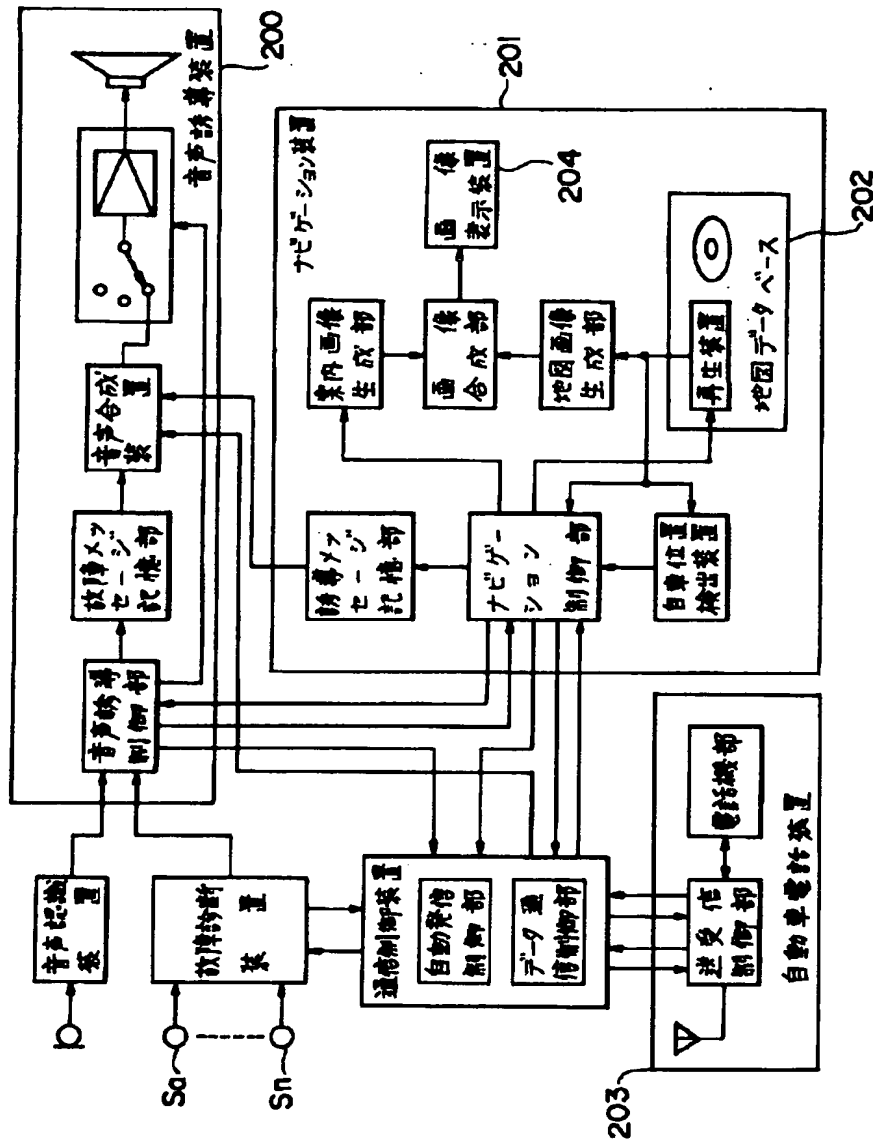 音声認識
装置
故障診断
装置
Sa
Sn
音声誘導
制御部
故障メッ
セージ
記憶部
音声合成
装置
音声誘導装置
200
通信制御装置
自動発信
制御部
データ通
信制御部
誘導メッ
セージ
記憶部
ナビゲー
ション
制御部
自車位置
検出装置
案内画像
生成部
画像
合成部
地図画像
生成部
再生装置
地図データベース
202
画像
表示装置
204
ナビゲーション装置
201
送受信
制御部
電話機部
自動車電話装置
203